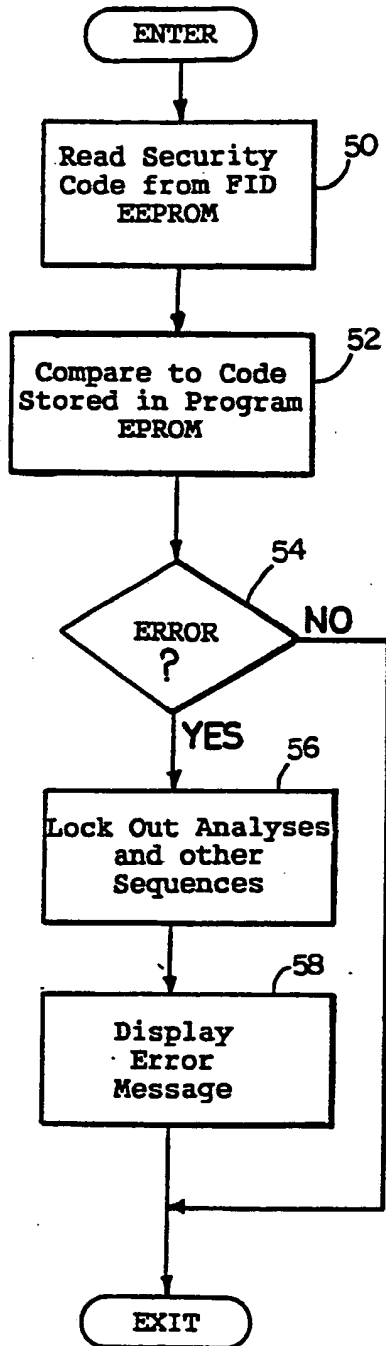 ENTER
Read Security
Code from FID
EEPROM
50
Compare to Code
Stored in Program
EPROM
52
54
ERROR
?
NO
YES
56
Lock Out Analyses
and other
Sequences
58
Display
Error
Message
EXIT